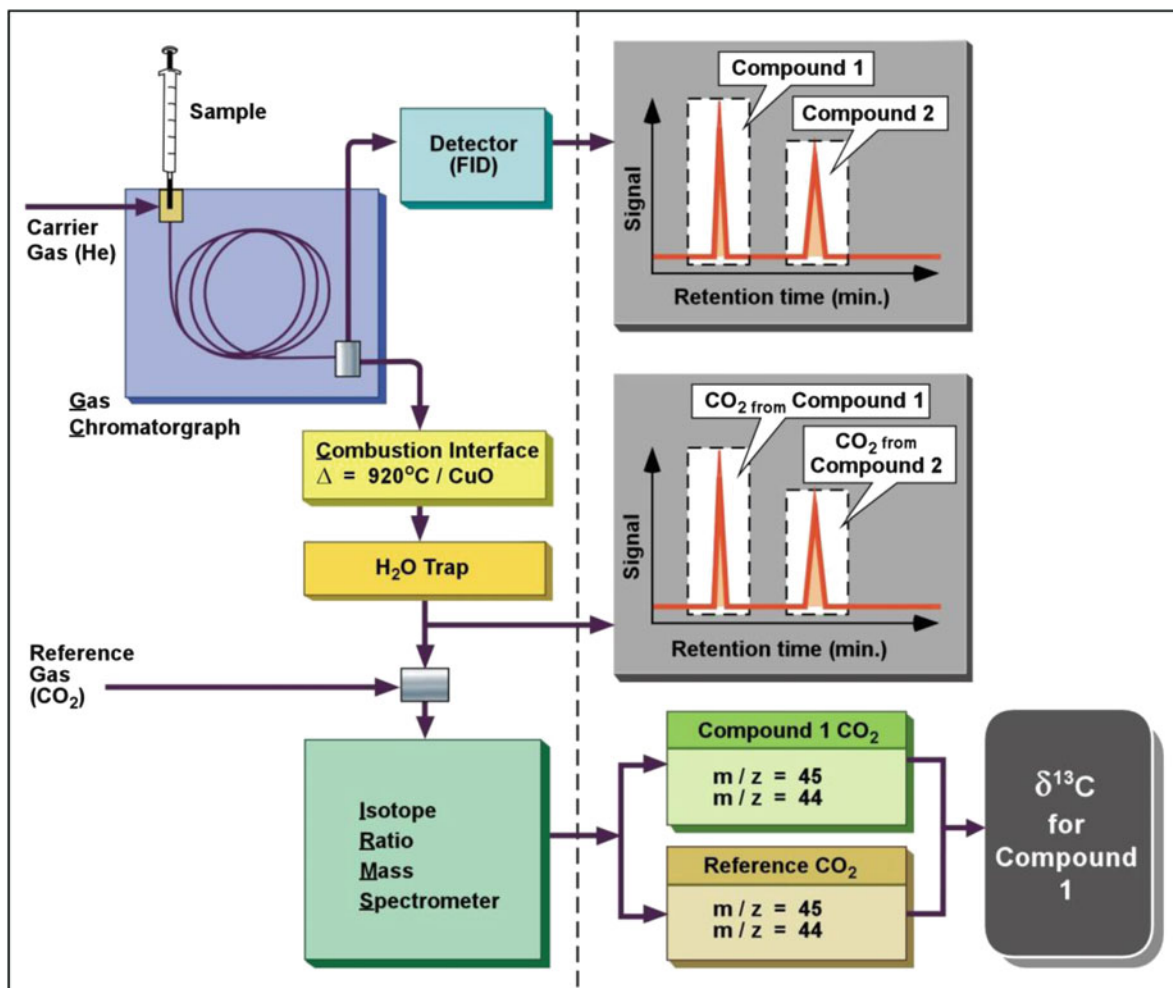 Sample
Carrier
Gas (He)
Gas
Chromatorgraph
Detector
(FID)
Compound 1
Compound 2
Signal
Retention time (min.)
Combustion Interface
Δ = 920°C / CuO
H₂O Trap
CO₂ from Compound 1
CO₂ from
Compound 2
Signal
Retention time (min.)
Reference
Gas
(CO₂)
Isotope
Ratio
Mass
Spectrometer
Compound 1 CO₂
m / z = 45
m / z = 44
Reference CO₂
m / z = 45
m / z = 44
δ¹³C
for
Compound
1